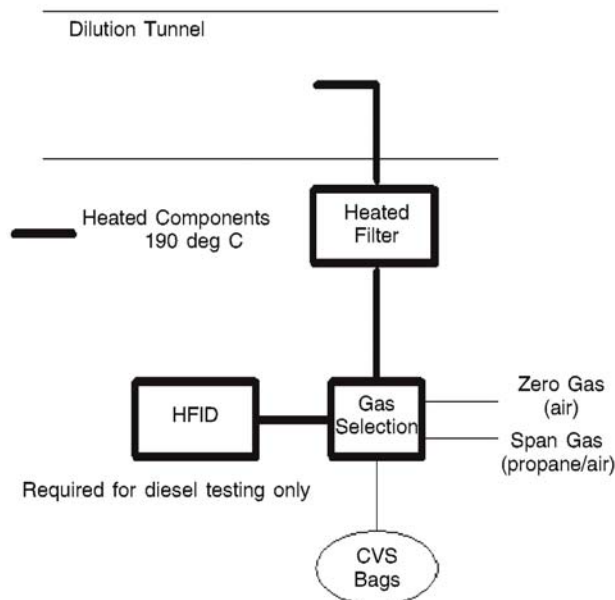 Dilution Tunnel
Heated Components
190 deg C
Heated
Filter
HFID
Gas
Selection
Zero Gas
(air)
Span Gas
(propane/air)
Required for diesel testing only
CVS
Bags